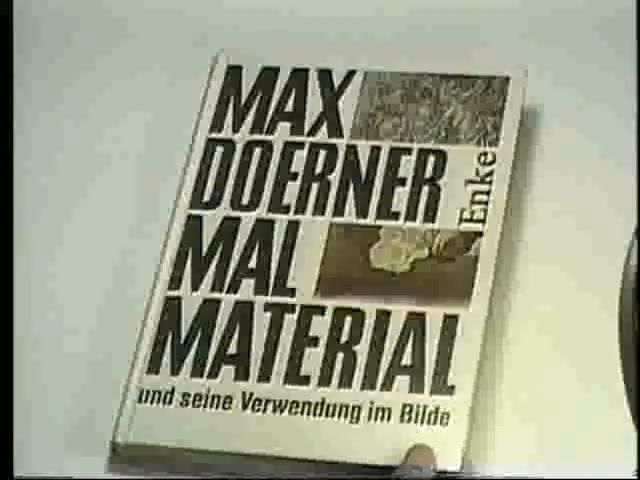 MAX
DOERNER
Enke
MAL
MATERIAL
und seine Verwendung im Bilde